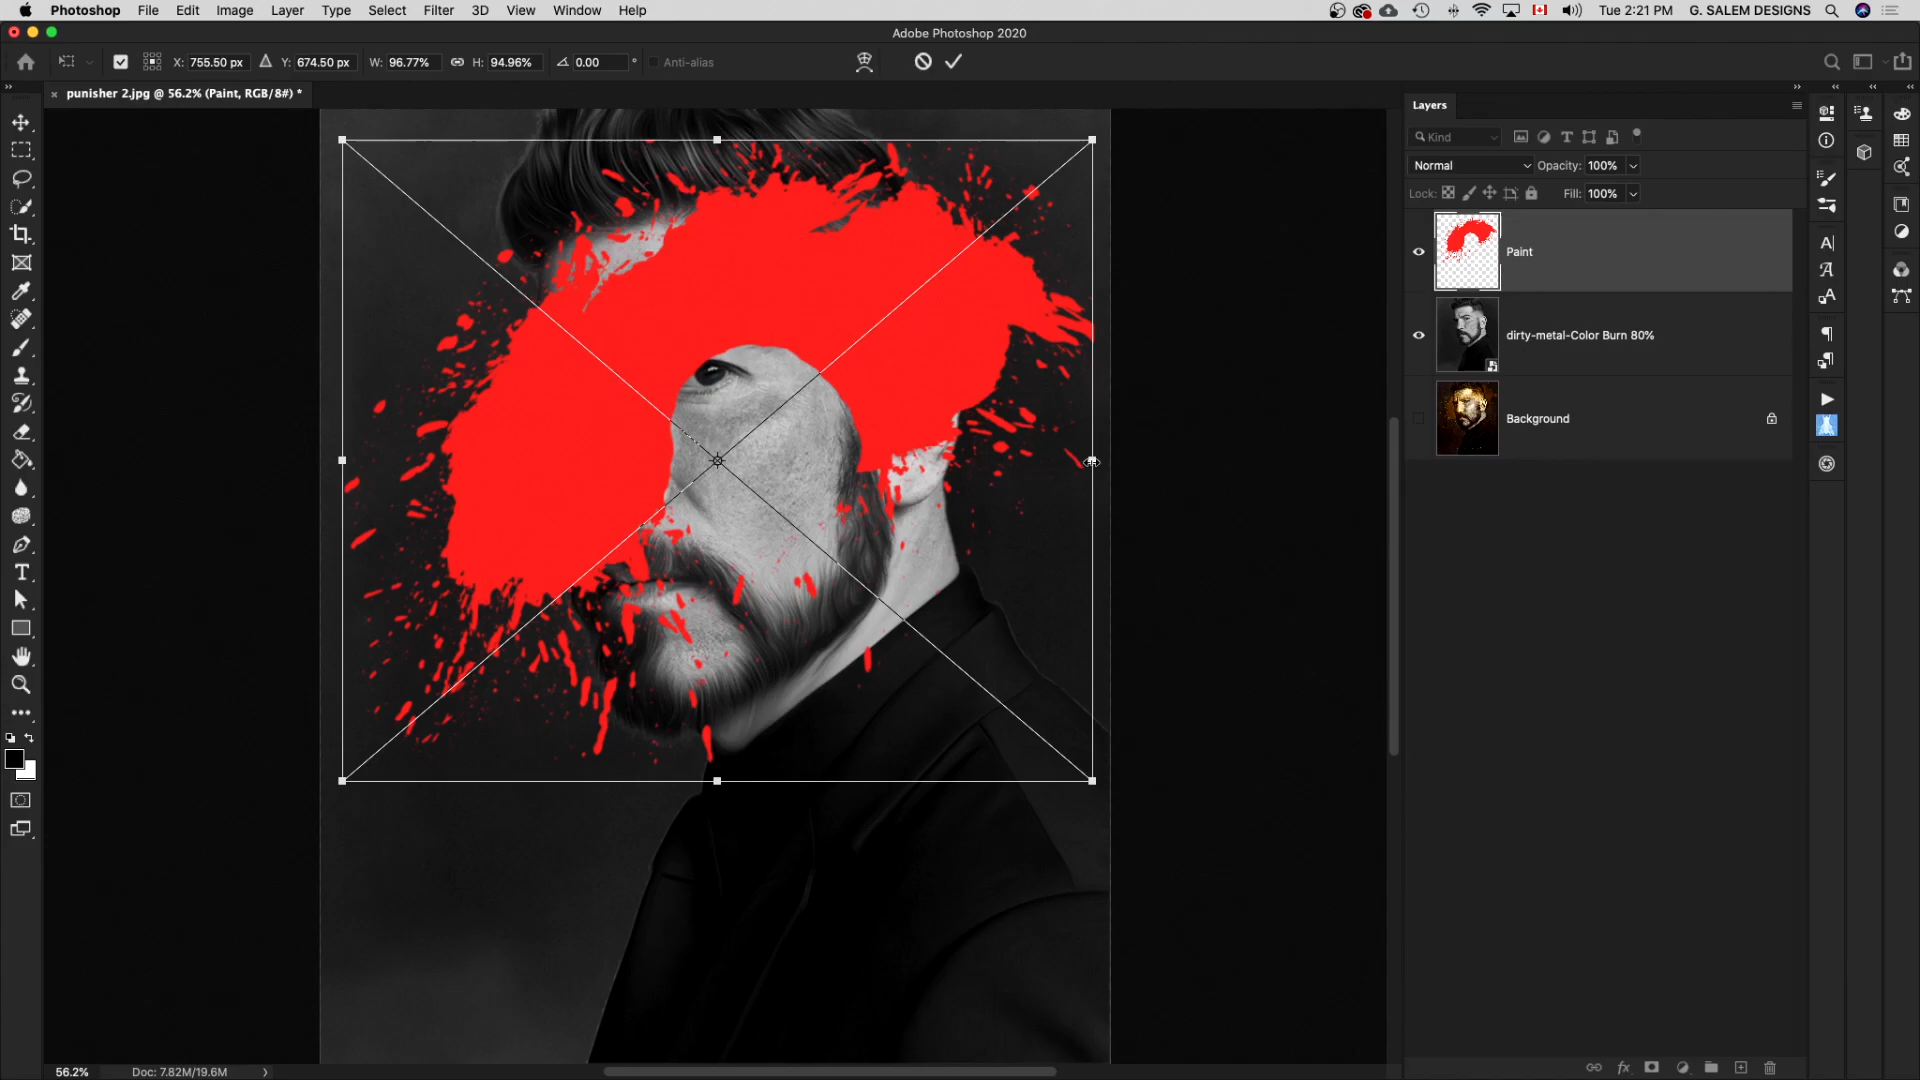 Photoshop File Edit Image Layer Type Select Filter 3D View Window Help Tue 2:21 PM G. SALEM DESIGNS
Adobe Photoshop 2020
X: 755.50 px Y: 674.50 px W: 96.77% H: 94.96% 0.00 ° Anti-alias
punisher 2.jpg @ 56.2% (Paint, RGB/8#) *
Layers
Kind
Normal Opacity: 100%
Lock: Fill: 100%
Paint
dirty-metal-Color Burn 80%
Background
56.2% Doc: 7.82M/19.6M